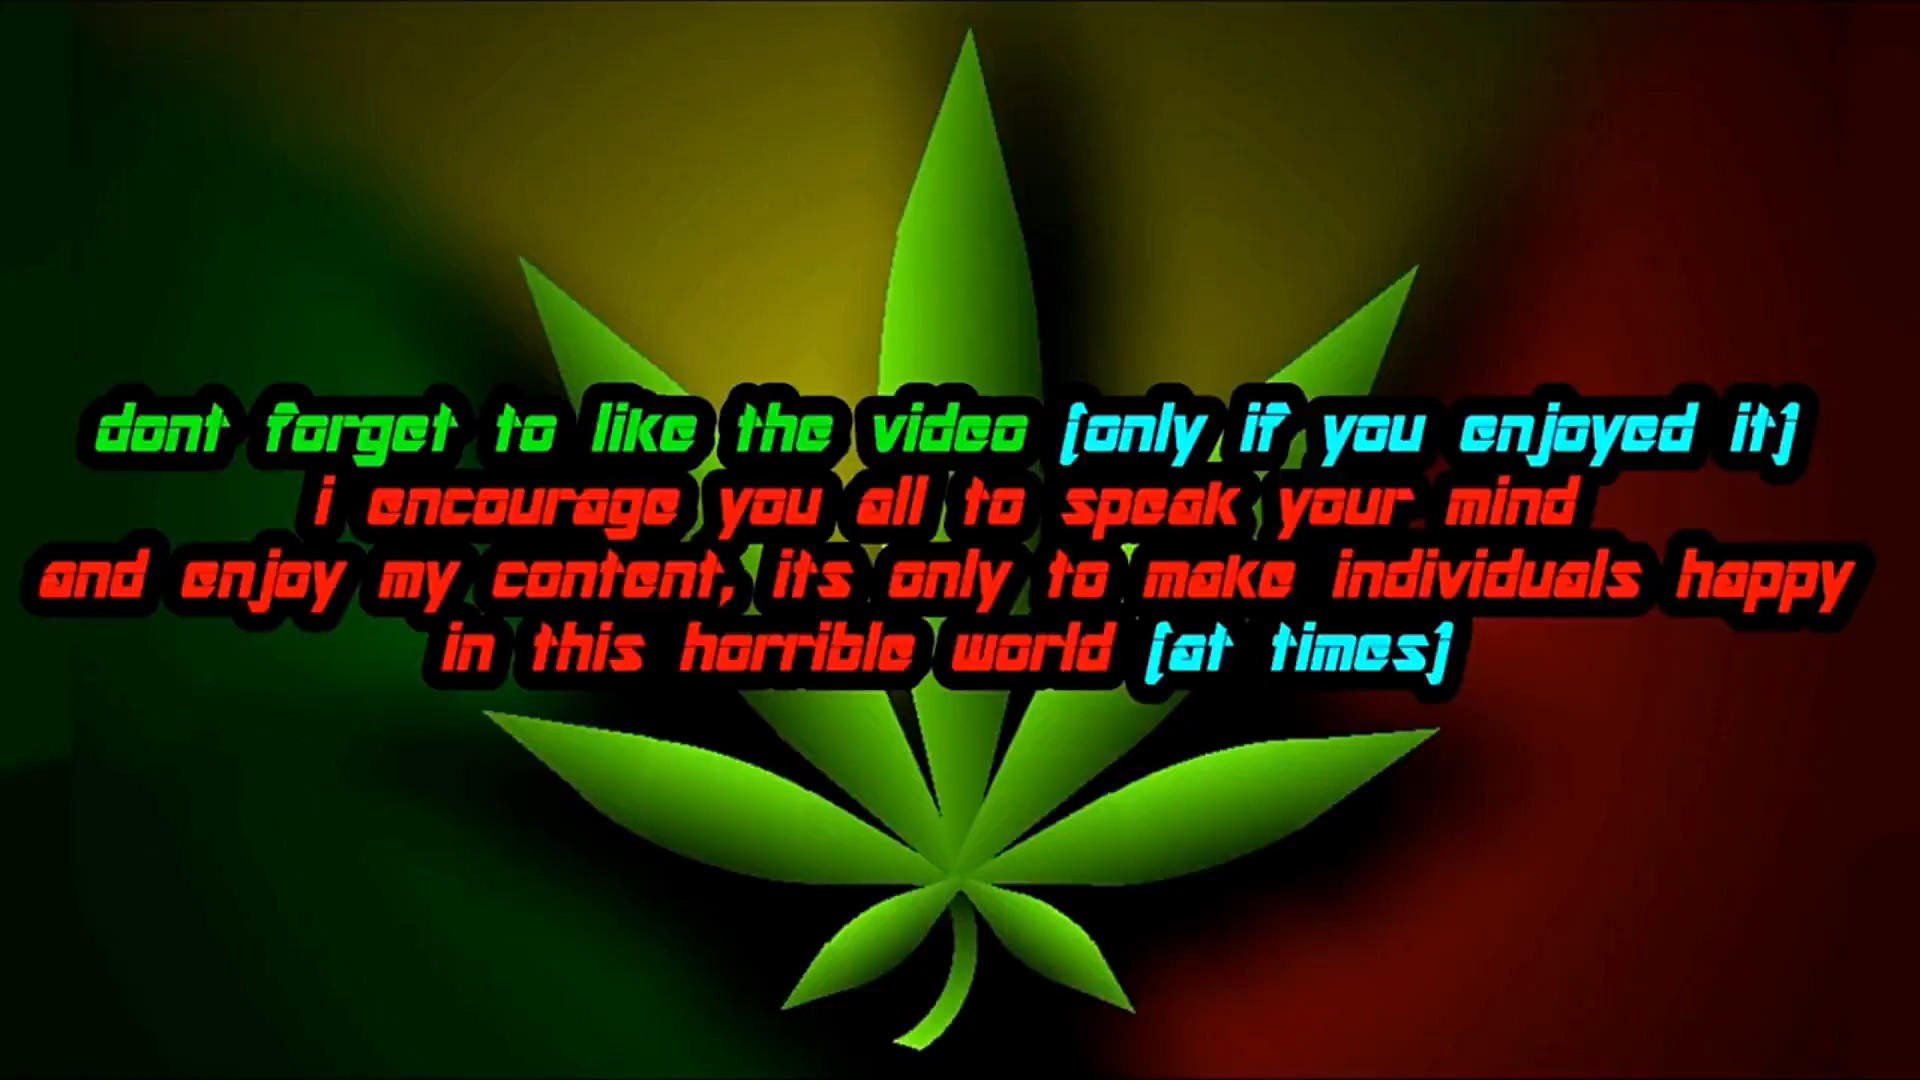 dont forget to like the video (only if you enjoyed it)
i encourage you all to speak your mind
and enjoy my content, its only to make individuals happy
in this horrible world (at times)